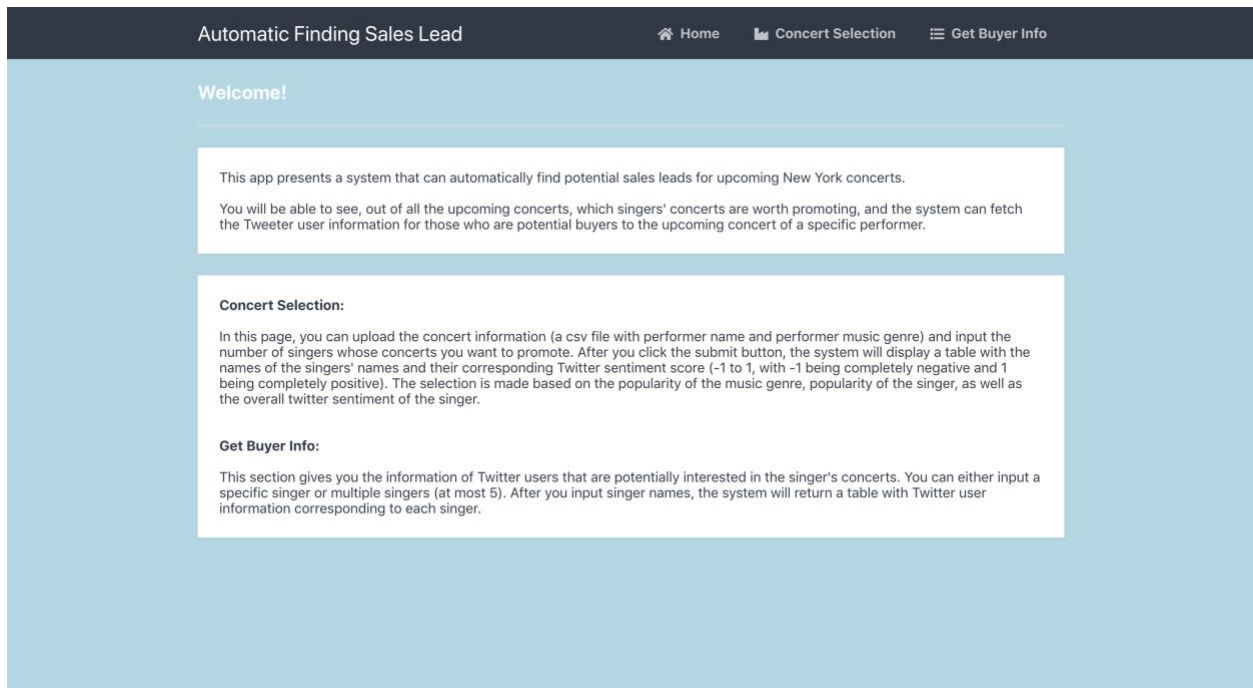 Automatic Finding Sales Lead
Home
Concert Selection
Get Buyer Info
Welcome!
This app presents a system that can automatically find potential sales leads for upcoming New York concerts.
You will be able to see, out of all the upcoming concerts, which singers' concerts are worth promoting, and the system can fetch
the Tweeter user information for those who are potential buyers to the upcoming concert of a specific performer.
Concert Selection:
In this page, you can upload the concert information (a csv file with performer name and performer music genre) and input the
number of singers whose concerts you want to promote. After you click the submit button, the system will display a table with the
names of the singers' names and their corresponding Twitter sentiment score (-1 to 1, with -1 being completely negative and 1
being completely positive). The selection is made based on the popularity of the music genre, popularity of the singer, as well as
the overall twitter sentiment of the singer.
Get Buyer Info:
This section gives you the information of Twitter users that are potentially interested in the singer's concerts. You can either input a
specific singer or multiple singers (at most 5). After you input singer names, the system will return a table with Twitter user
information corresponding to each singer.